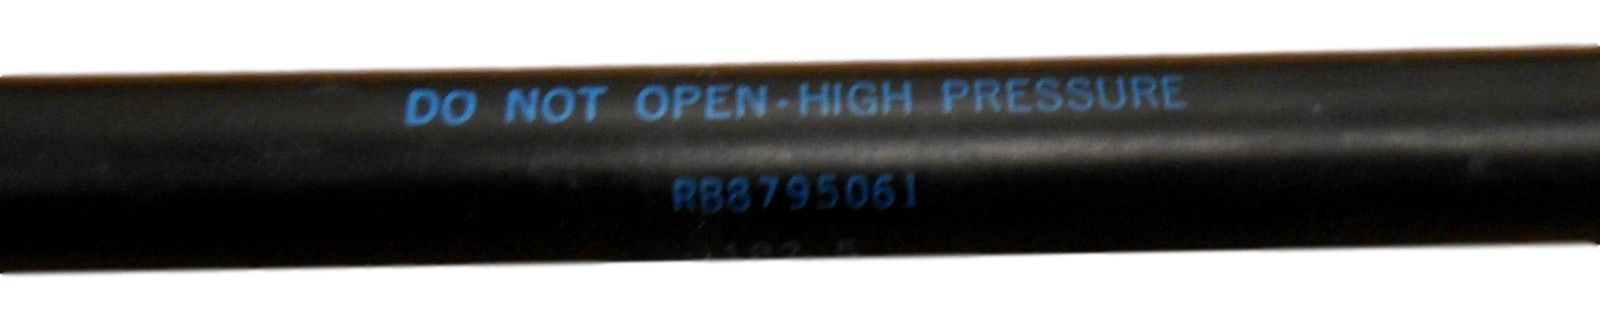 DO NOT OPEN-HIGH PRESSURE
RB8795061